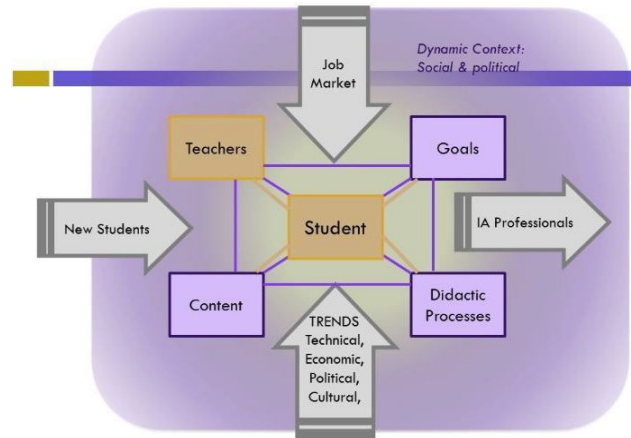 Job
Market
Dynamic Context:
Social & political
Teachers
Goals
New Students
Student
IA Professionals
Content
Didactic
Processes
TRENDS
Technical,
Economic,
Political,
Cultural,